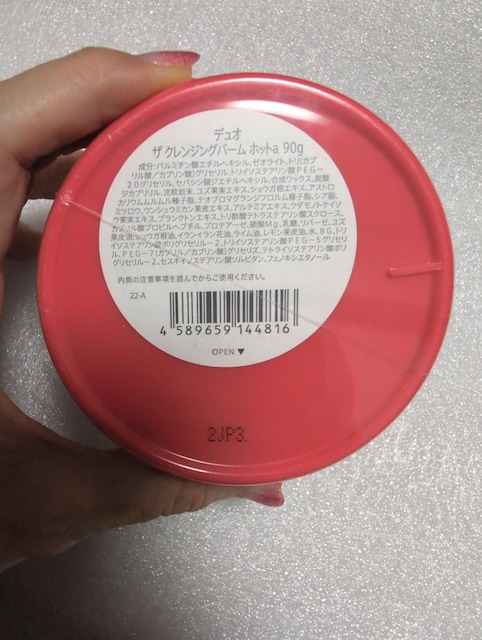 デュオ
ザ クレンジングバーム ホットa 90g
成分:パルミチン酸エチルヘキシル、ゼオライト、トリ(カプ
リル酸/カプリン酸)グリセリル、トリイソステアリン酸PEG-
20グリセリル、セバシン酸ジエチルヘキシル、合成ワックス、炭酸
ジカプリリル、流紋岩末、ユズ果実エキス、ショウガ根エキス、アストロ
カリウムムルムル種子脂、テオブロマグランジフロルム種子脂、シア脂、
ミツロウ、ウンシュウミカン果皮エキス、アルテミアエキス、クダモノトケイソ
ウ果実エキス、プランクトンエキス、トリ酢酸テトラステアリン酸スクロース、
カプリル酸プロピルヘプチル、プロテアーゼ、硫酸Mg、乳糖、リパーゼ、ユズ
果皮油、ショウガ根油、イランイラン花油、ライム油、レモン果皮油、水、BG、トリ
イソステアリン酸ポリグリセリル-2、トリイソステアリン酸PEG-5グリセリ
ル、PEG-7(カプリル/カプリン酸)グリセリズ、テトライソステアリン酸ポリ
グリセリル-2、セスキイソステアリン酸ソルビタン、フェノキシエタノール
内側の注意事項を読んでからご使用ください。
22-A
4 589659 144816
OPEN ▼
2JP3.